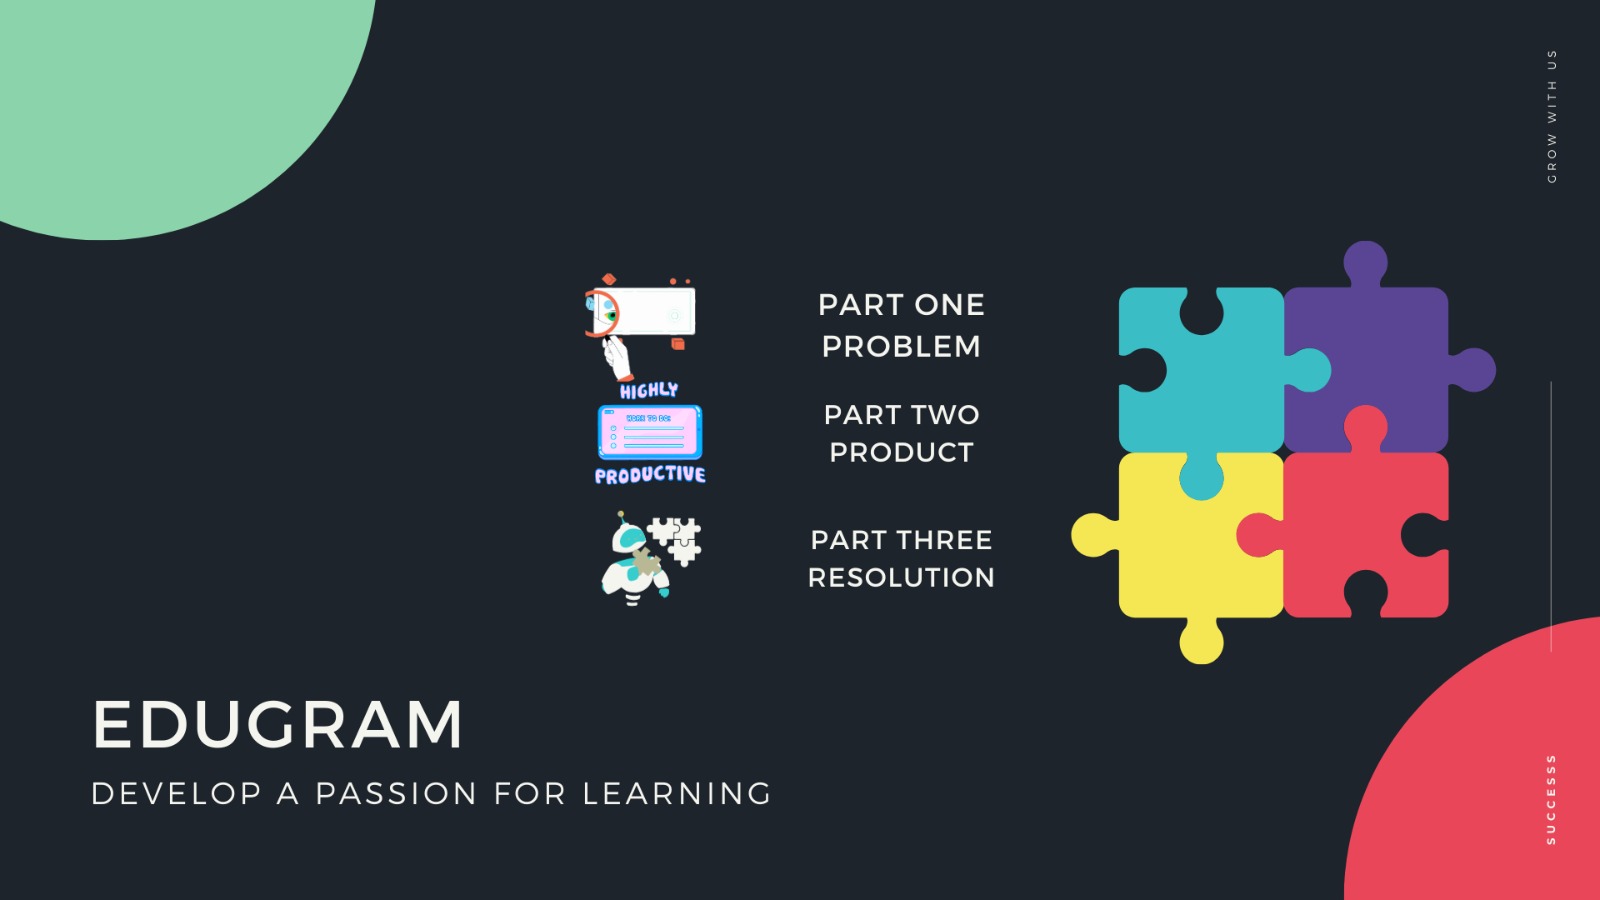 GROW WITH US
PART ONE
PROBLEM
HIGHLY
WORK TO DO:
PRODUCTIVE
PART TWO
PRODUCT
PART THREE
RESOLUTION
EDUGRAM
DEVELOP A PASSION FOR LEARNING
SUCCESSS